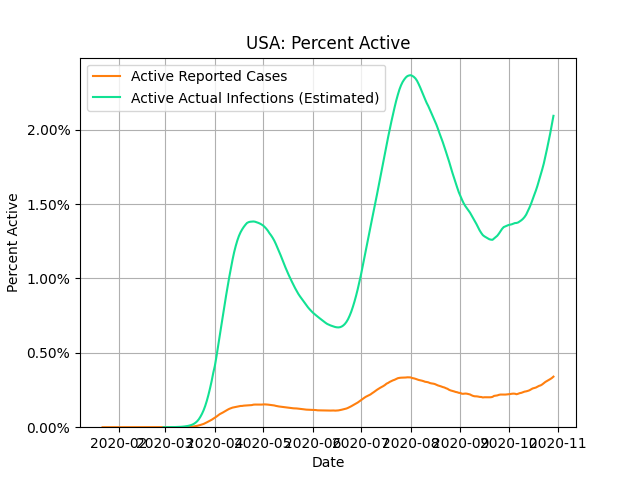 USA: Percent Active
Active Reported Cases
Active Actual Infections (Estimated)
Percent Active
2.00%
1.50%
1.00%
0.50%
0.00%
2020-02 2020-03 2020-04 2020-05 2020-06 2020-07 2020-08 2020-09 2020-10 2020-11
Date